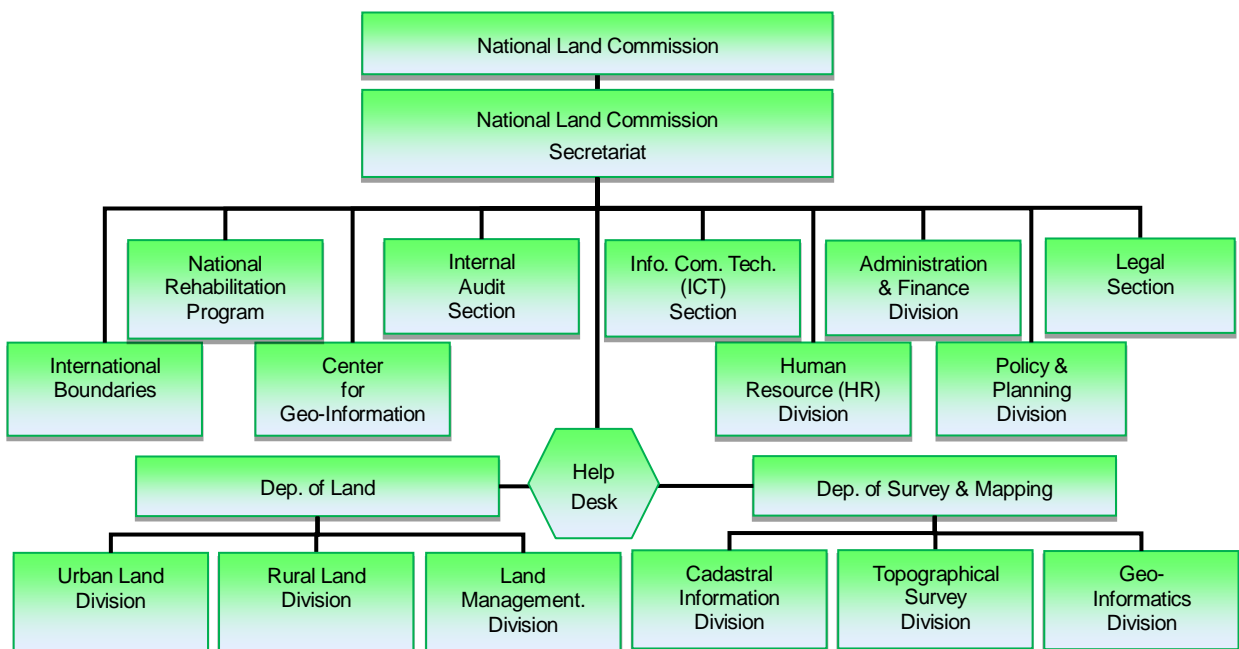 National Land Commission
National Land Commission
Secretariat
National
Rehabilitation
Program
Internal
Audit
Section
Info. Com. Tech.
(ICT)
Section
Administration
& Finance
Division
Legal
Section
International
Boundaries
Center
for
Geo-Information
Human
Resource (HR)
Division
Policy &
Planning
Division
Dep. of Land
Help
Desk
Dep. of Survey & Mapping
Urban Land
Division
Rural Land
Division
Land
Management.
Division
Cadastral
Information
Division
Topographical
Survey
Division
Geo-
Informatics
Division